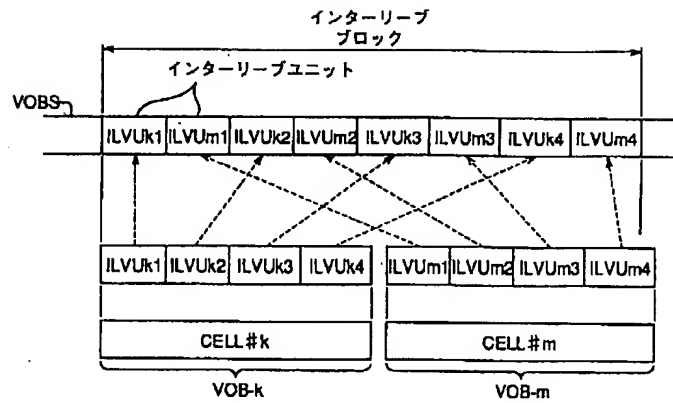 インターリーブ
ブロック
インターリーブユニット
VOBS
ILVUk1 ILVUm1 ILVUk2 ILVUm2 ILVUk3 ILVUm3 ILVUk4 ILVUm4
ILVUk1 ILVUk2 ILVUk3 ILVUk4 ILVUm1 ILVUm2 ILVUm3 ILVUm4
CELL#k CELL#m
VOB-k VOB-m